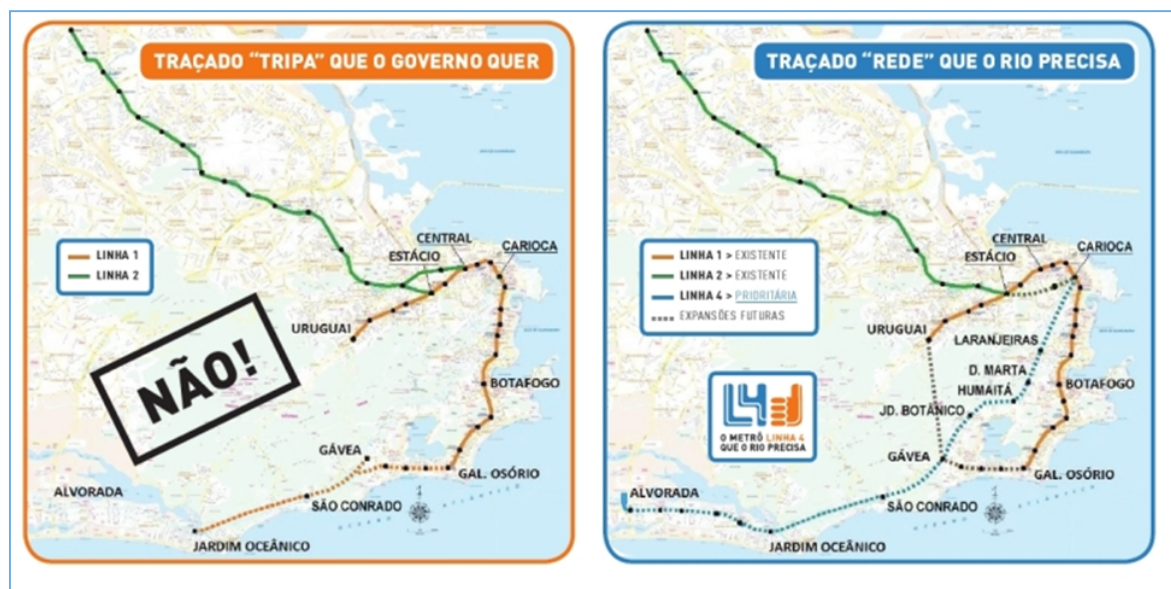 TRAÇADO “TRIPA” QUE O GOVERNO QUER
LINHA 1
LINHA 2
CENTRAL
ESTÁCIO
CARIOCA
URUGUAI
NÃO!
BOTAFOGO
GÁVEA
GAL. OSÓRIO
ALVORADA
SÃO CONRADO
JARDIM OCEÂNICO
TRAÇADO “REDE” QUE O RIO PRECISA
LINHA 1 > EXISTENTE
LINHA 2 > EXISTENTE
LINHA 4 > PRIORITÁRIA
EXPANSÕES FUTURAS
CENTRAL
ESTÁCIO
CARIOCA
URUGUAI
LARANJEIRAS
D. MARTA
HUMAITÁ
BOTAFOGO
JD. BOTÂNICO
L4
O METRÔ LINHA 4
QUE O RIO PRECISA
GÁVEA
GAL. OSÓRIO
ALVORADA
SÃO CONRADO
JARDIM OCEÂNICO